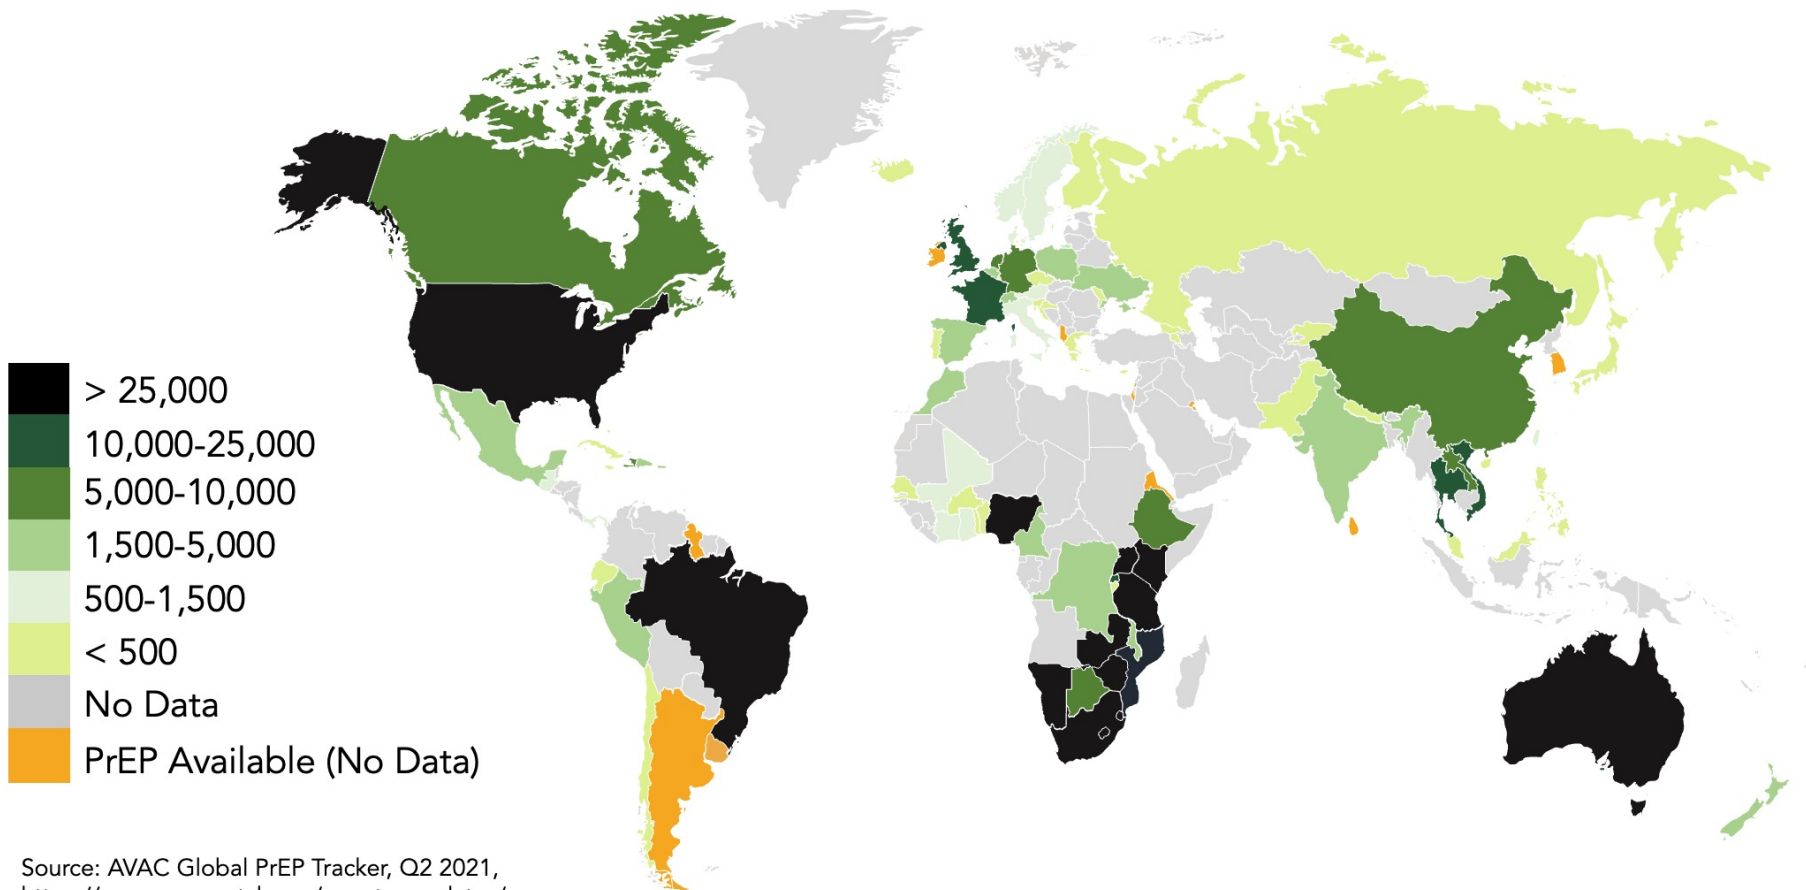 > 25,000
10,000-25,000
5,000-10,000
1,500-5,000
500-1,500
< 500
No Data
PrEP Available (No Data)
Source: AVAC Global PrEP Tracker, Q2 2021,